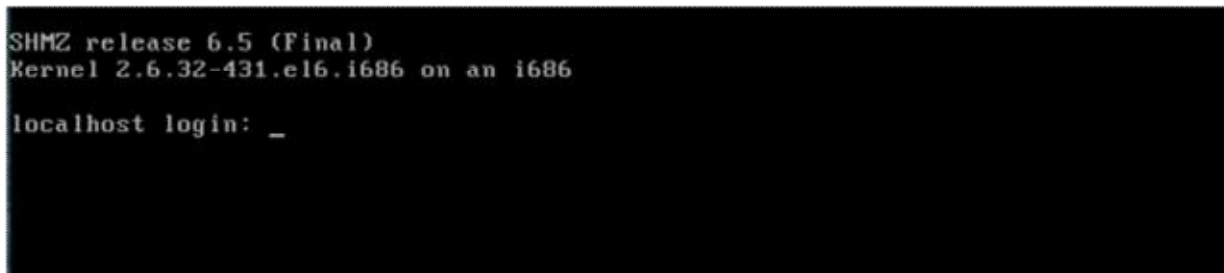 SHMZ release 6.5 (Final)
Kernel 2.6.32-431.el6.i686 on an i686
localhost login: _